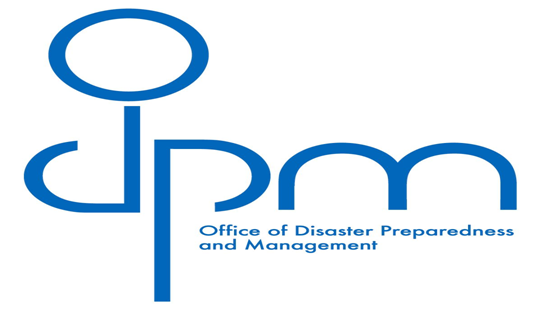 odpm
Office of Disaster Preparedness
and Management